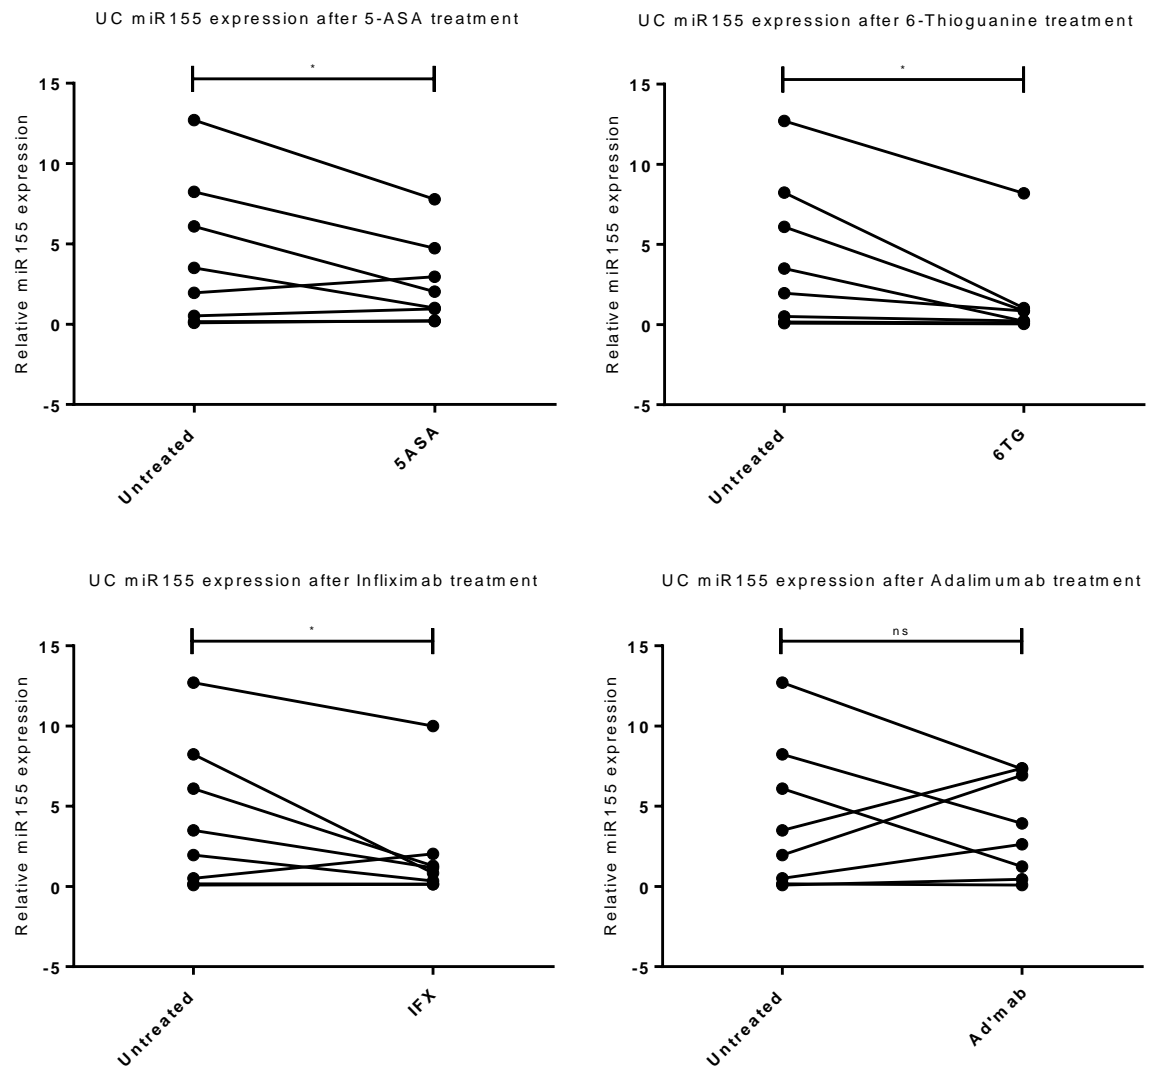 UC miR155 expression after 5-ASA treatment
*
15
10
5
0
-5
Relative miR155 expression
Untreated
5ASA
UC miR155 expression after 6-Thioguanine treatment
*
15
10
5
0
-5
Relative miR155 expression
Untreated
6TG
UC miR155 expression after Infliximab treatment
*
15
10
5
0
-5
Relative miR155 expression
Untreated
IFX
UC miR155 expression after Adalimumab treatment
ns
15
10
5
0
-5
Relative miR155 expression
Untreated
Ad'mab